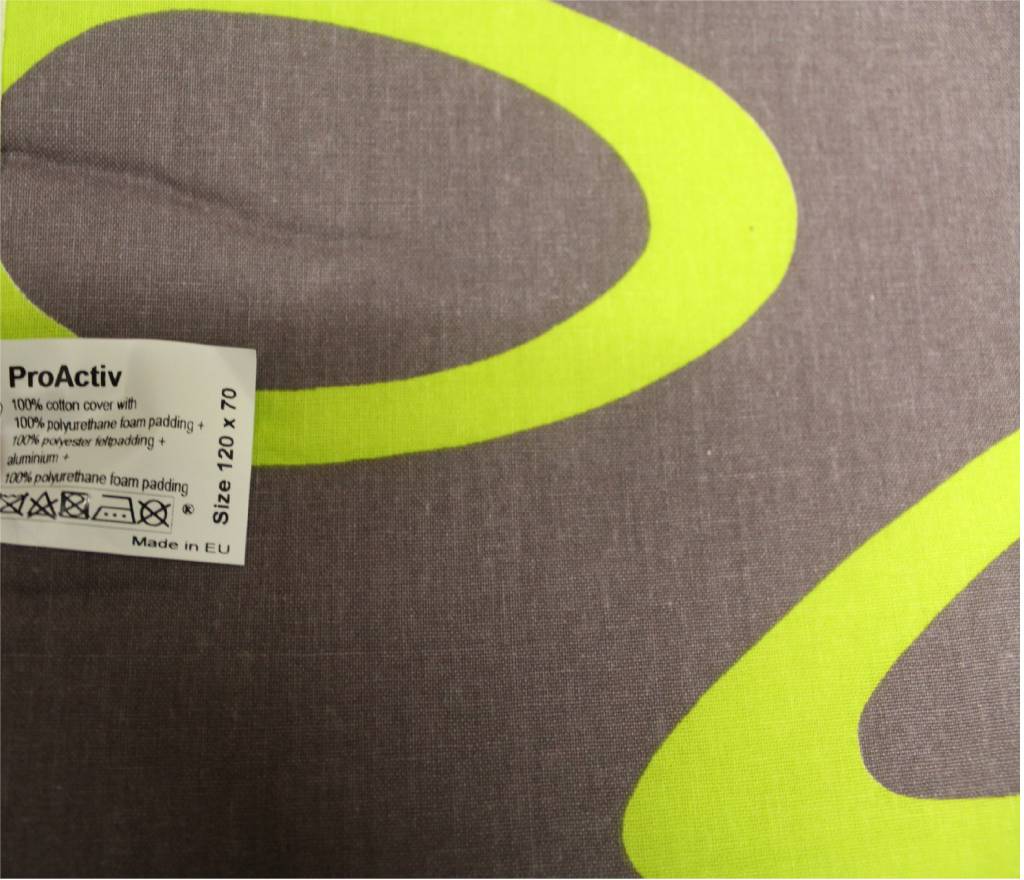 ProActiv
100% cotton cover with
100% polyurethane foam padding +
100% polyester feltpadding +
aluminium +
100% polyurethane foam padding
®
Made in EU
Size 120 x 70